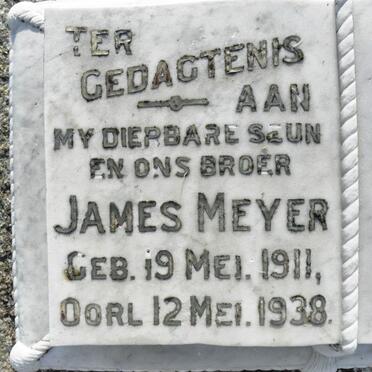 TER
GEDAGTENIS
AAN
MY DIERBARE SEUN
EN ONS BROER
JAMES MEYER
GEB. 19 MEI. 1911,
OORL 12 MEI. 1938.